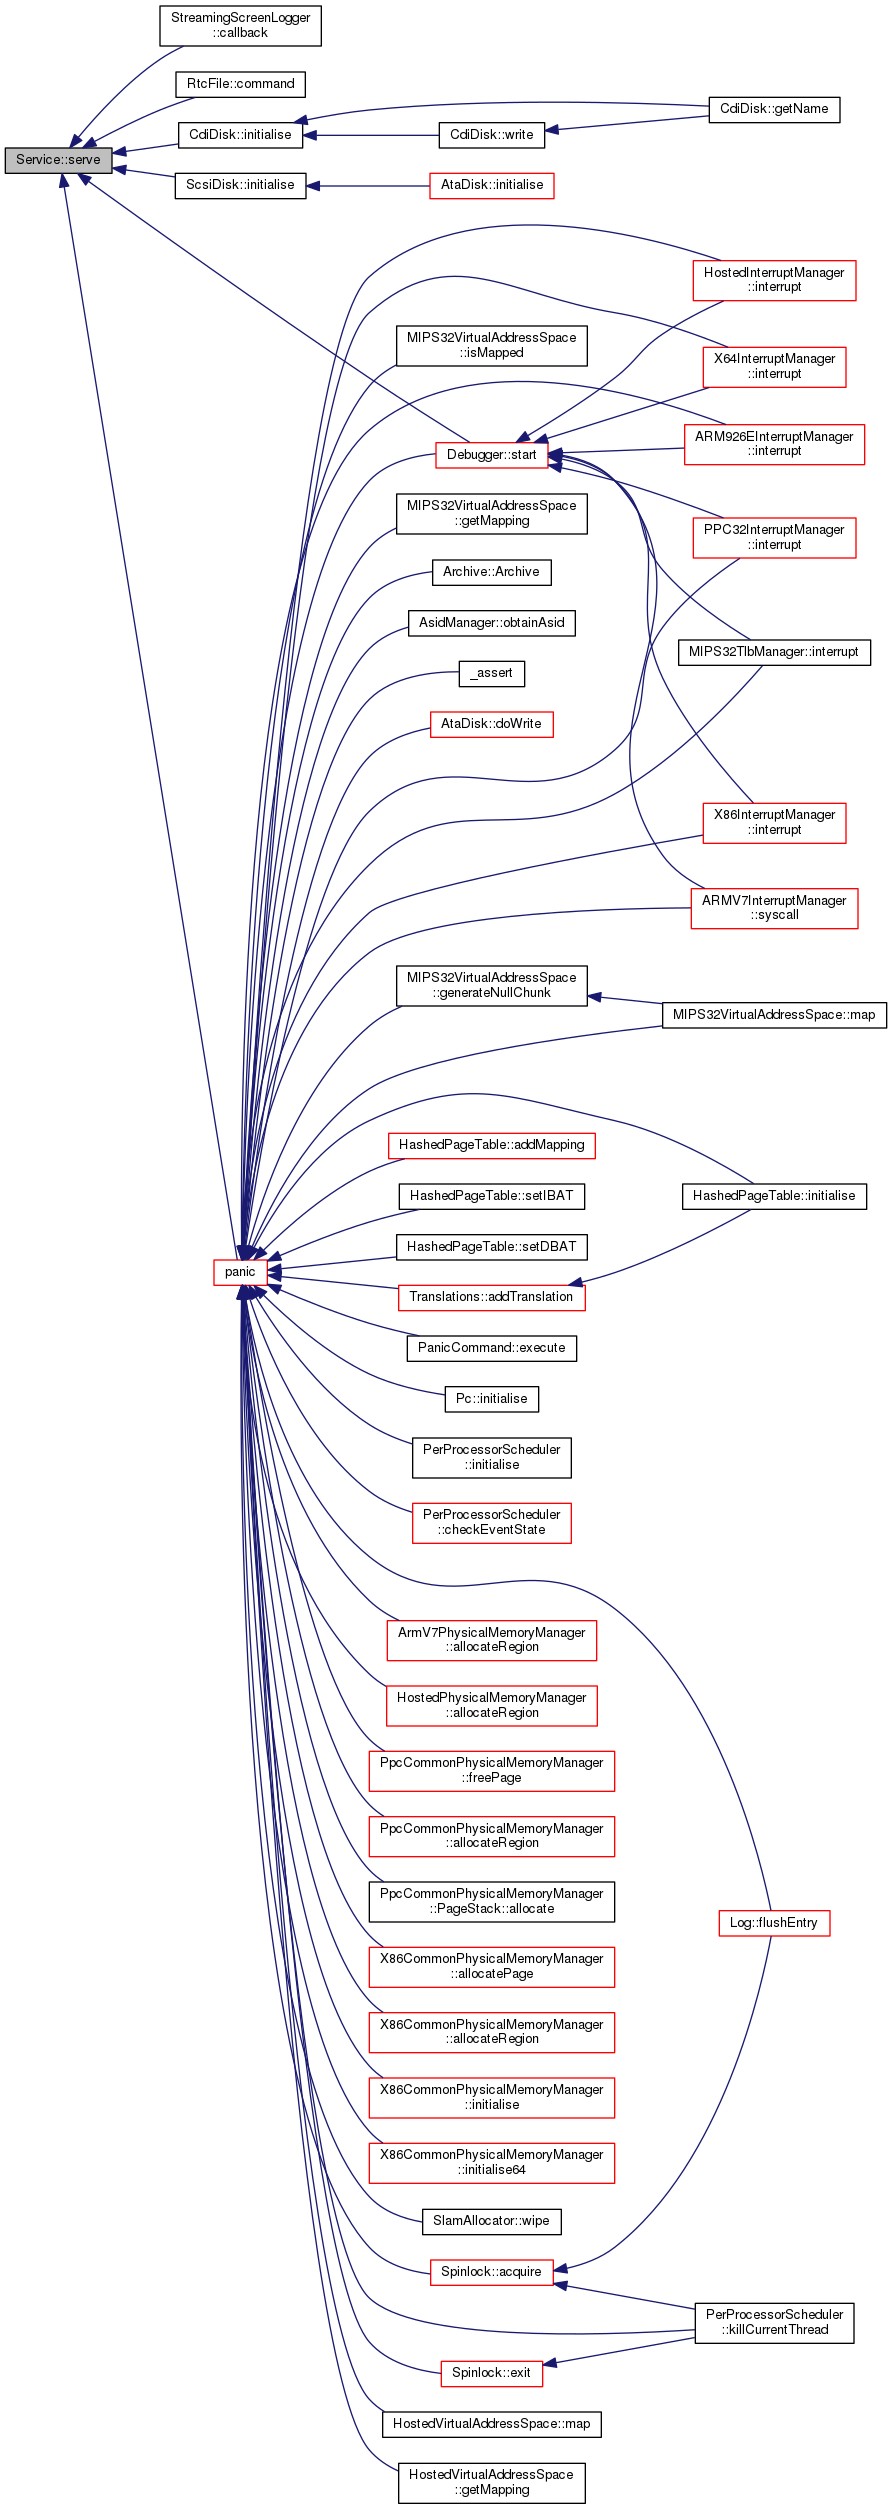 StreamingScreenLogger
::callback
RtcFile::command
CdiDisk::getName
CdiDisk::initialise
CdiDisk::write
Service::serve
ScsiDisk::initialise
AtaDisk::initialise
HostedInterruptManager
::interrupt
MIPS32VirtualAddressSpace
::isMapped
X64InterruptManager
::interrupt
ARM926EInterruptManager
::interrupt
Debugger::start
MIPS32VirtualAddressSpace
::getMapping
PPC32InterruptManager
::interrupt
Archive::Archive
AsidManager::obtainAsid
MIPS32TlbManager::interrupt
_assert
AtaDisk::doWrite
X86InterruptManager
::interrupt
ARMV7InterruptManager
::syscall
MIPS32VirtualAddressSpace
::generateNullChunk
MIPS32VirtualAddressSpace::map
HashedPageTable::addMapping
HashedPageTable::setIBAT
HashedPageTable::initialise
HashedPageTable::setDBAT
panic
Translations::addTranslation
PanicCommand::execute
Pc::initialise
PerProcessorScheduler
::initialise
PerProcessorScheduler
::checkEventState
ArmV7PhysicalMemoryManager
::allocateRegion
HostedPhysicalMemoryManager
::allocateRegion
PpcCommonPhysicalMemoryManager
::freePage
PpcCommonPhysicalMemoryManager
::allocateRegion
PpcCommonPhysicalMemoryManager
::PageStack::allocate
Log::flushEntry
X86CommonPhysicalMemoryManager
::allocatePage
X86CommonPhysicalMemoryManager
::allocateRegion
X86CommonPhysicalMemoryManager
::initialise
X86CommonPhysicalMemoryManager
::initialise64
SlamAllocator::wipe
Spinlock::acquire
PerProcessorScheduler
::killCurrentThread
Spinlock::exit
HostedVirtualAddressSpace::map
HostedVirtualAddressSpace
::getMapping